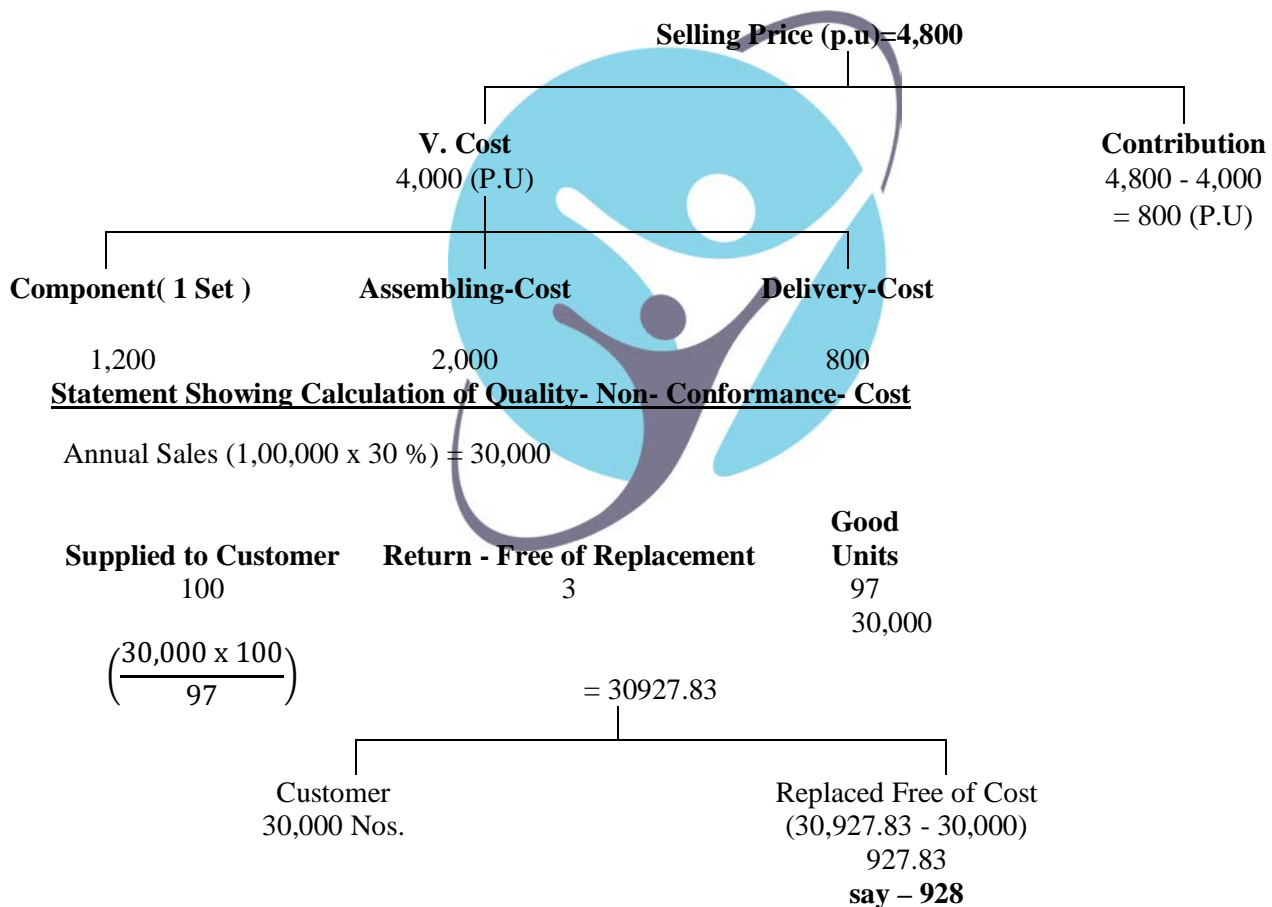 Selling Price (p.u)=4,800
V. Cost
4,000 (P.U)
Contribution
4,800 - 4,000
= 800 (P.U)
Component( 1 Set )
Assembling-Cost
Delivery-Cost
1,200
2,000
800
Statement Showing Calculation of Quality- Non- Conformance- Cost
Annual Sales (1,00,000 x 30 %) = 30,000
Supplied to Customer
Return - Free of Replacement
Good
Units
100
3
97
30,000
(30,000 x 100
97)
= 30927.83
Customer
30,000 Nos.
Replaced Free of Cost
(30,927.83 - 30,000)
927.83
say – 928